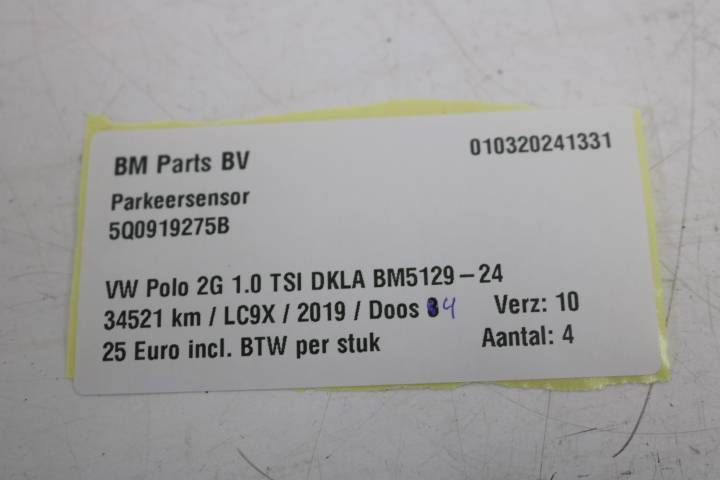 BM Parts BV 010320241331
Parkeersensor
5Q0919275B
VW Polo 2G 1.0 TSI DKLA BM5129-24
34521 km / LC9X / 2019 / Doos 4 Verz: 10
25 Euro incl. BTW per stuk Aantal: 4